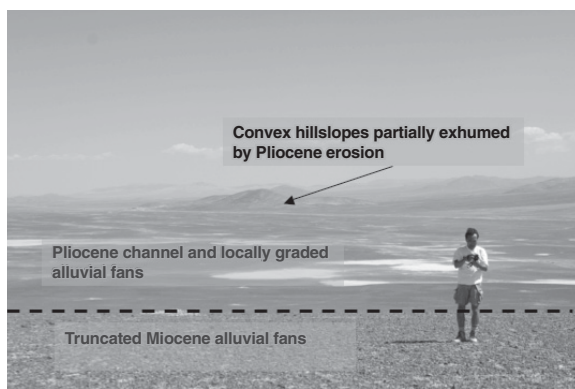 Convex hillslopes partially exhumed
by Pliocene erosion
Pliocene channel and locally graded
alluvial fans
Truncated Miocene alluvial fans